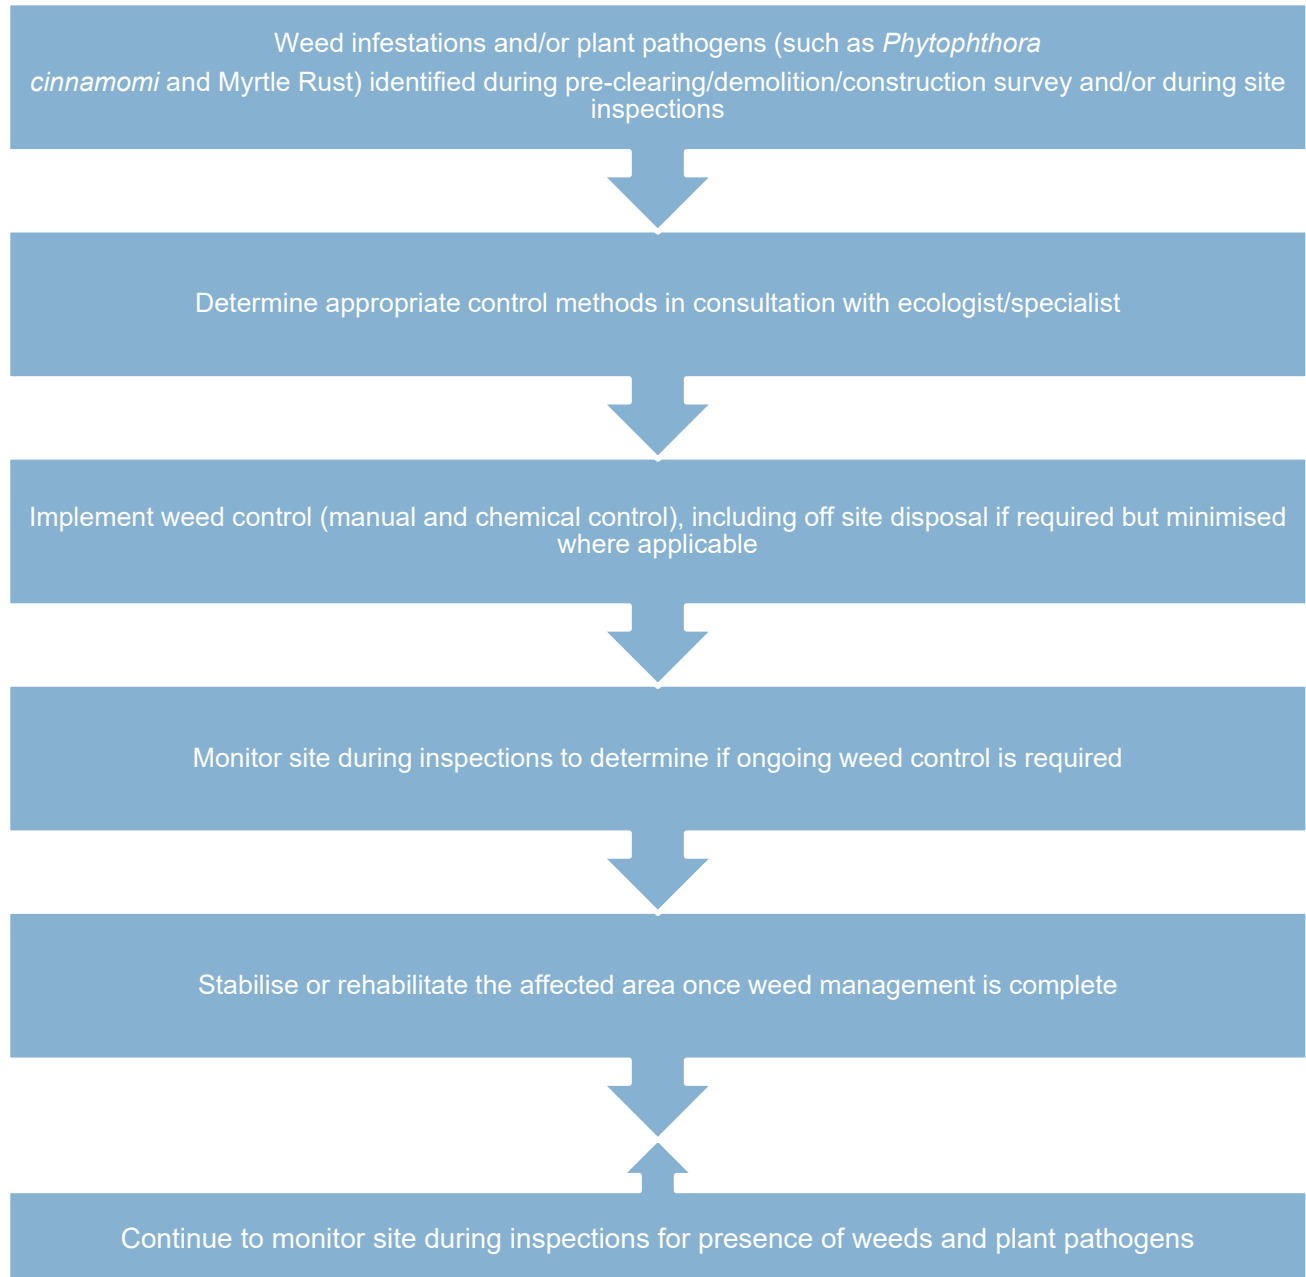 Weed infestations and/or plant pathogens (such as Phytophthora
cinnamomi and Myrtle Rust) identified during pre-clearing/demolition/construction survey and/or during site
inspections
Determine appropriate control methods in consultation with ecologist/specialist
Implement weed control (manual and chemical control), including off site disposal if required but minimised
where applicable
Monitor site during inspections to determine if ongoing weed control is required
Stabilise or rehabilitate the affected area once weed management is complete
Continue to monitor site during inspections for presence of weeds and plant pathogens